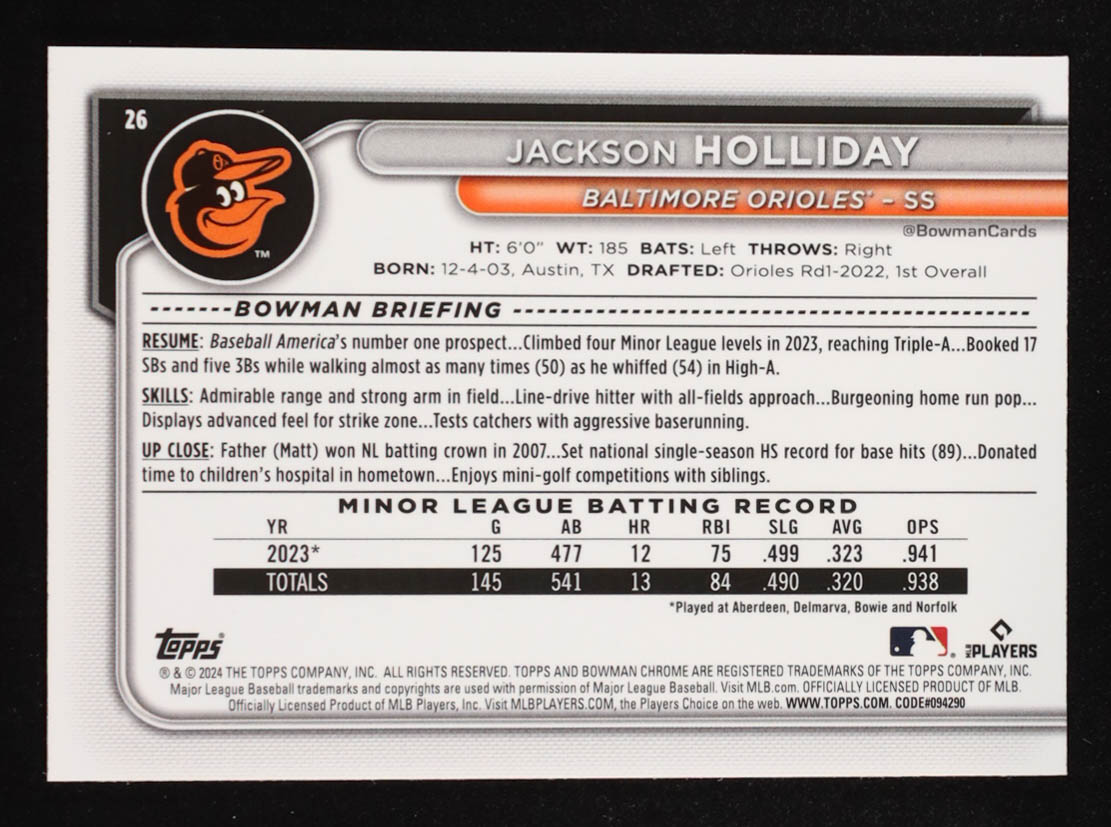 26
JACKSON HOLLIDAY
BALTIMORE ORIOLES® – SS
@BowmanCards
HT: 6'0" WT: 185 BATS: Left THROWS: Right
BORN: 12-4-03, Austin, TX DRAFTED: Orioles Rd1-2022, 1st Overall
TM
BOWMAN BRIEFING
RESUME: Baseball America's number one prospect...Climbed four Minor League levels in 2023, reaching Triple-A...Booked 17
SBs and five 3Bs while walking almost as many times (50) as he whiffed (54) in High-A.
SKILLS: Admirable range and strong arm in field...Line-drive hitter with all-fields approach...Burgeoning home run pop...
Displays advanced feel for strike zone...Tests catchers with aggressive baserunning.
UP CLOSE: Father (Matt) won NL batting crown in 2007...Set national single-season HS record for base hits (89)...Donated
time to children's hospital in hometown...Enjoys mini-golf competitions with siblings.
MINOR LEAGUE BATTING RECORD
YR G AB HR RBI SLG AVG OPS
2023* 125 477 12 75 .499 .323 .941
TOTALS 145 541 13 84 .490 .320 .938
*Played at Aberdeen, Delmarva, Bowie and Norfolk
Topps® ® MLB PLAYERS
® & © 2024 THE TOPPS COMPANY, INC. ALL RIGHTS RESERVED. TOPPS AND BOWMAN CHROME ARE REGISTERED TRADEMARKS OF THE TOPPS COMPANY, INC.
Major League Baseball trademarks and copyrights are used with permission of Major League Baseball. Visit MLB.com. OFFICIALLY LICENSED PRODUCT OF MLB.
Officially Licensed Product of MLB Players, Inc. Visit MLBPLAYERS.COM, the Players Choice on the web. WWW.TOPPS.COM. CODE#094290